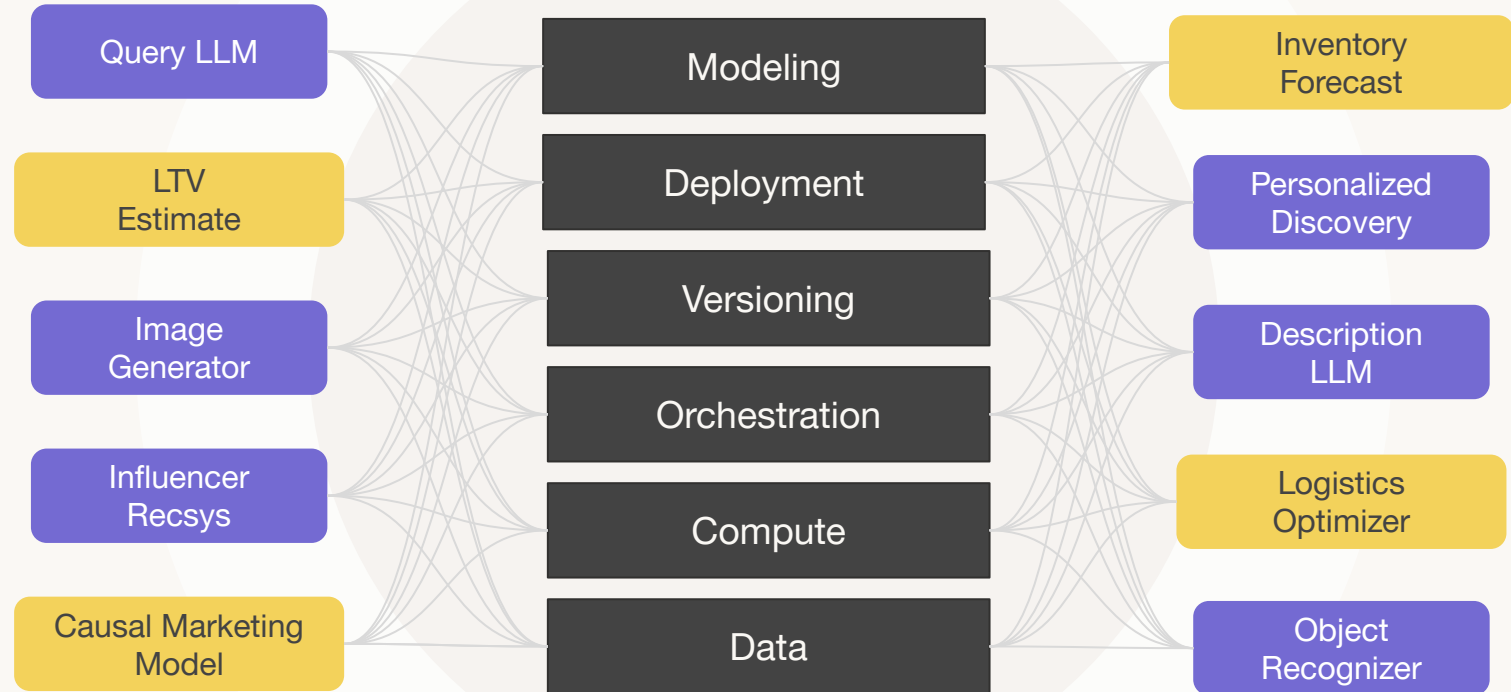 Query LLM
LTV
Estimate
Image
Generator
Influencer
Recsys
Causal Marketing
Model
Modeling
Deployment
Versioning
Orchestration
Compute
Data
Inventory
Forecast
Personalized
Discovery
Description
LLM
Logistics
Optimizer
Object
Recognizer